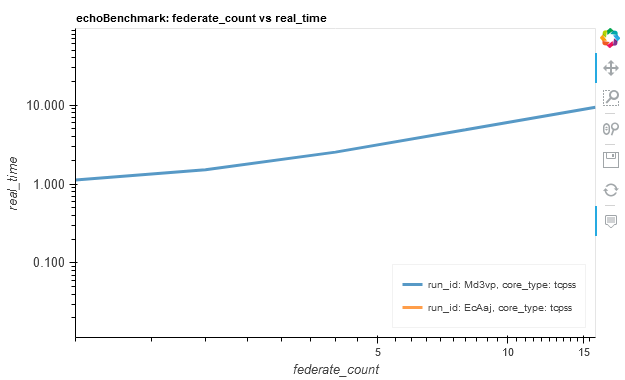 echoBenchmark: federate_count vs real_time
10.000
1.000
0.100
real_time
run_id: Md3vp, core_type: tcpss
run_id: EcAaj, core_type: tcpss
5
10
15
federate_count